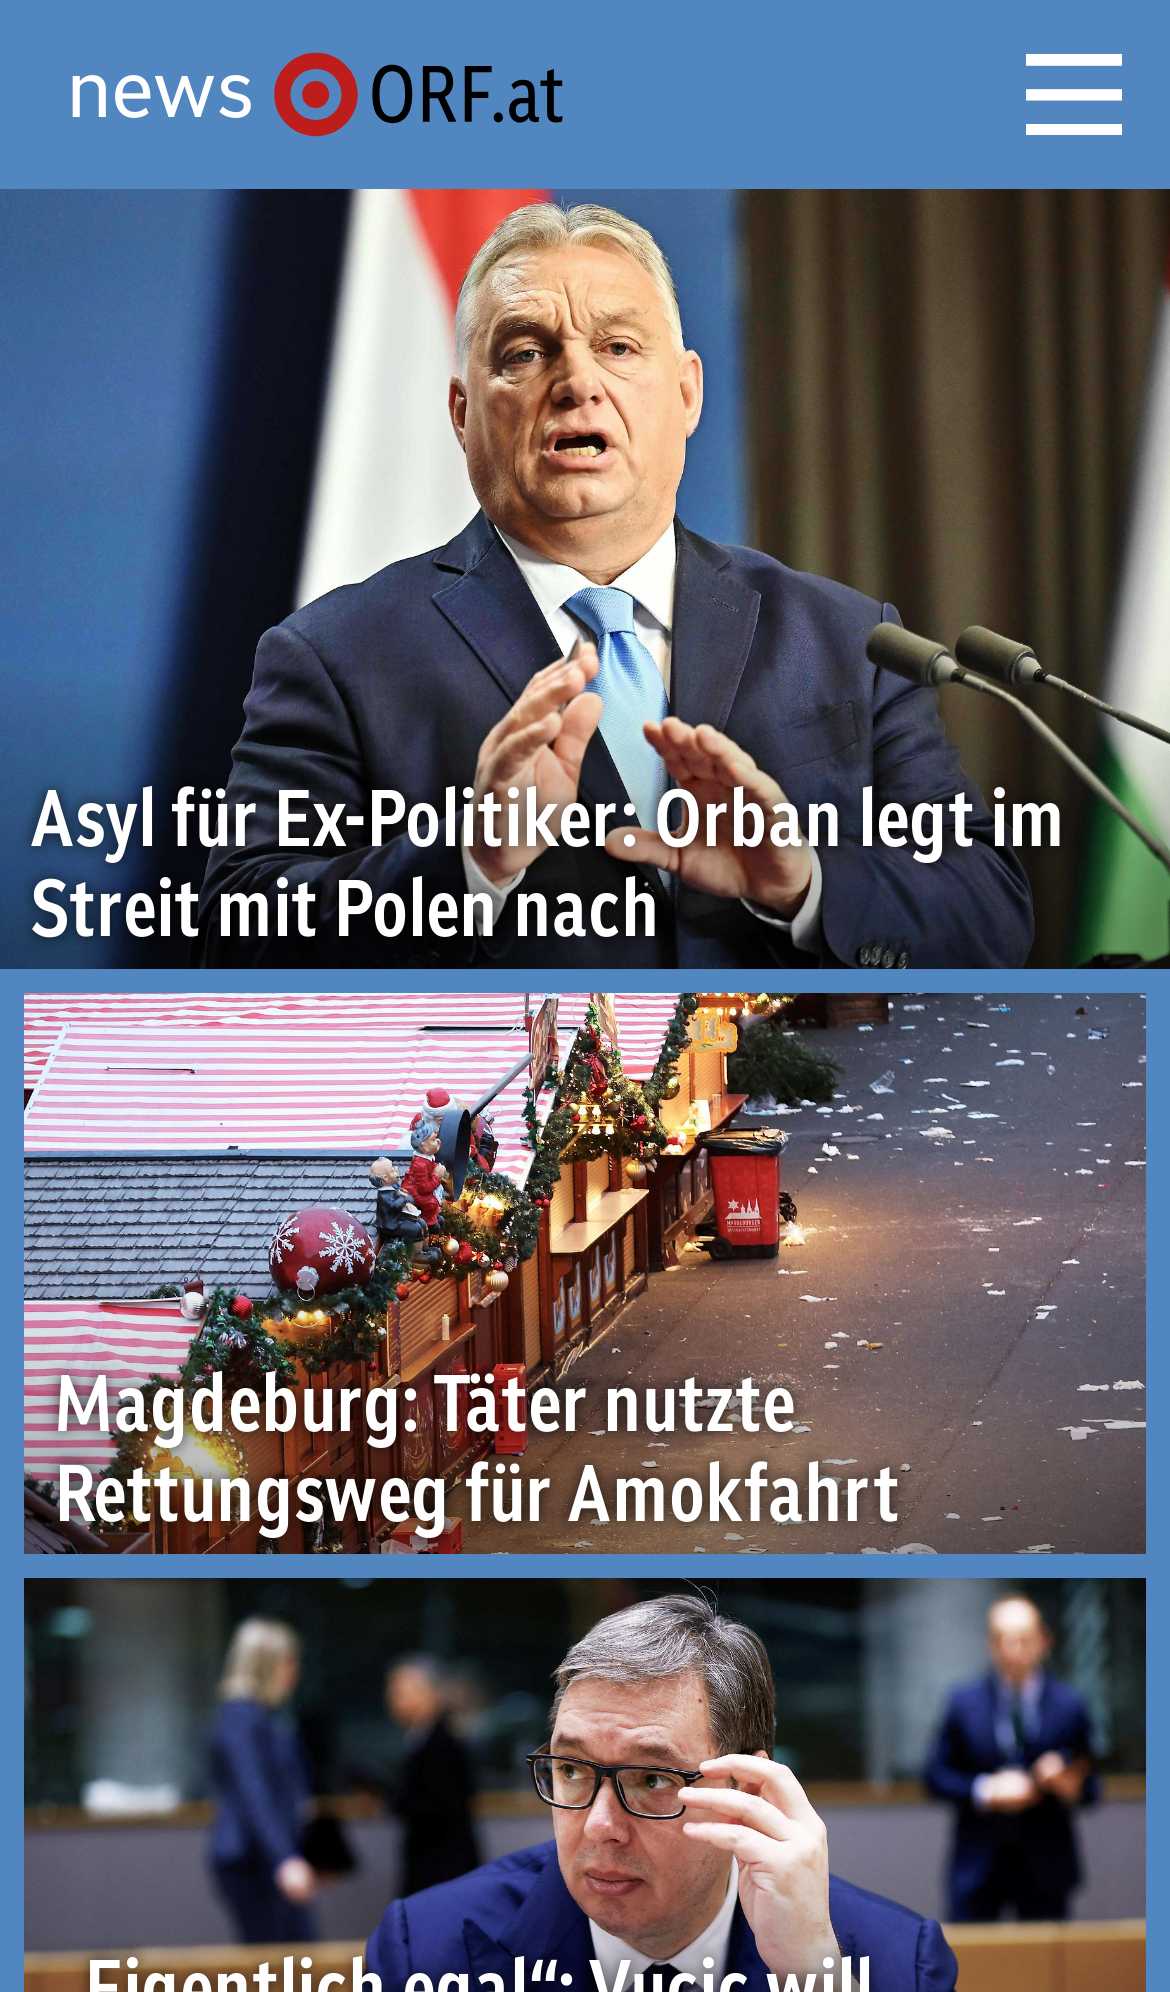 news ORF.at
Asyl für Ex-Politiker: Orban legt im
Streit mit Polen nach
Magdeburg: Täter nutzte
Rettungsweg für Amokfahrt
„Eigentlich egal“: Vucic will